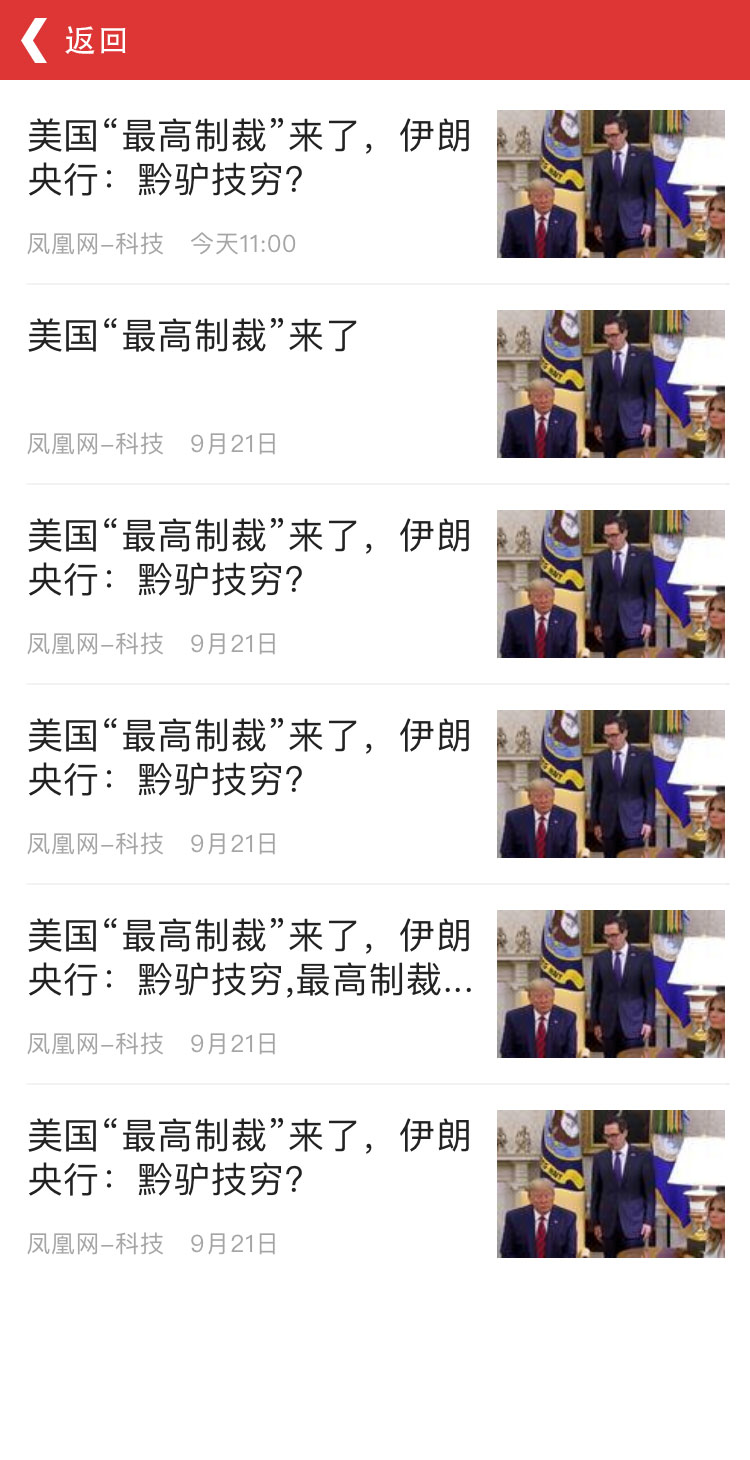 返回
美国“最高制裁”来了，伊朗
央行：黔驴技穷?
凤凰网–科技 今天11:00
美国“最高制裁”来了
凤凰网–科技 9月21日
美国“最高制裁”来了，伊朗
央行：黔驴技穷?
凤凰网–科技 9月21日
美国“最高制裁”来了，伊朗
央行：黔驴技穷?
凤凰网–科技 9月21日
美国“最高制裁”来了，伊朗
央行：黔驴技穷,最高制裁...
凤凰网–科技 9月21日
美国“最高制裁”来了，伊朗
央行：黔驴技穷?
凤凰网–科技 9月21日